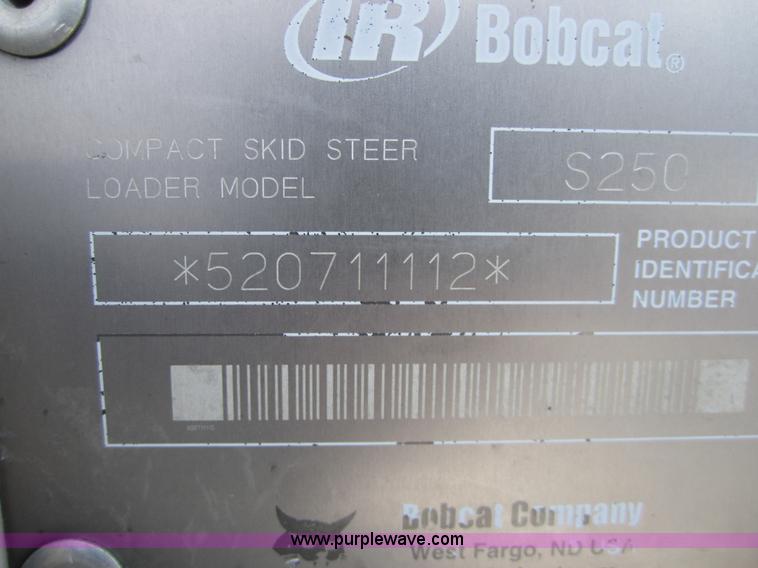 IR Bobcat®
COMPACT SKID STEER
LOADER MODEL
S250
*520711112*
PRODUCT
IDENTIFICA
NUMBER
Bobcat Company
West Fargo, ND USA
www.purplewave.com